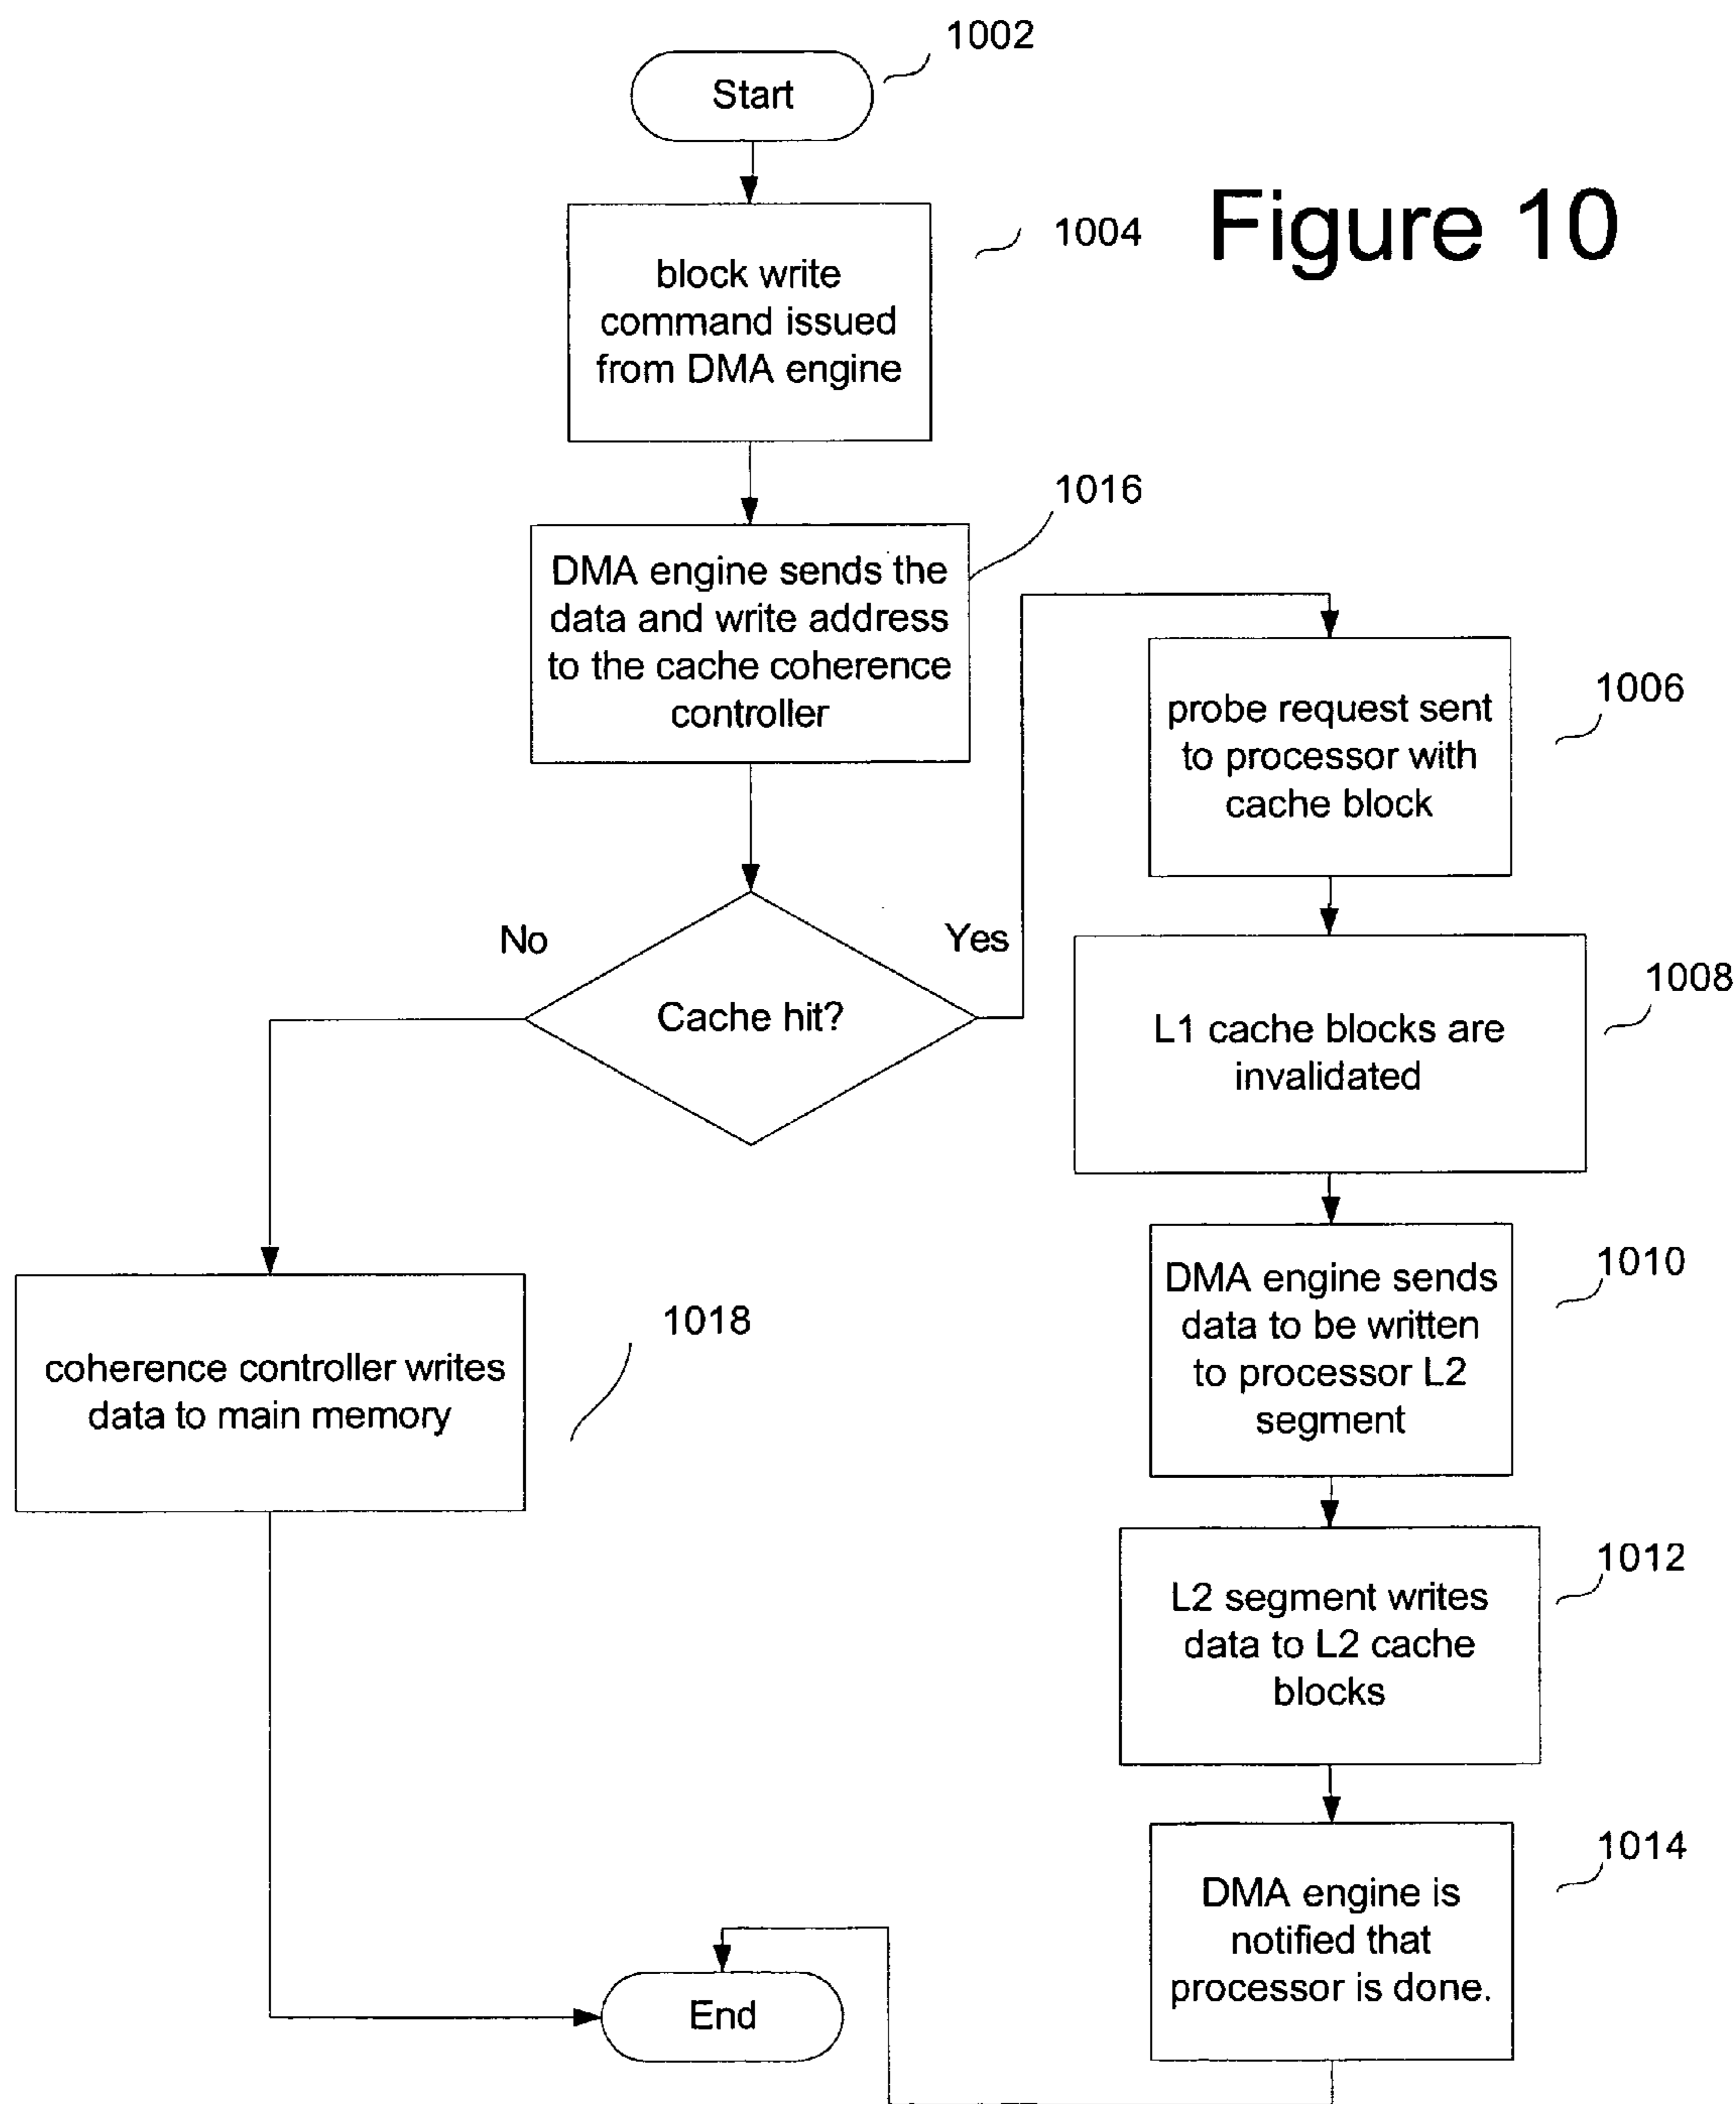 1002
Start
Figure 10
1004
block write
command issued
from DMA engine
1016
DMA engine sends the
data and write address
to the cache coherence
controller
1006
probe request sent
to processor with
cache block
No
Yes
Cache hit?
1008
L1 cache blocks are
invalidated
1010
DMA engine sends
data to be written
to processor L2
segment
1018
coherence controller writes
data to main memory
1012
L2 segment writes
data to L2 cache
blocks
1014
DMA engine is
notified that
processor is done.
End